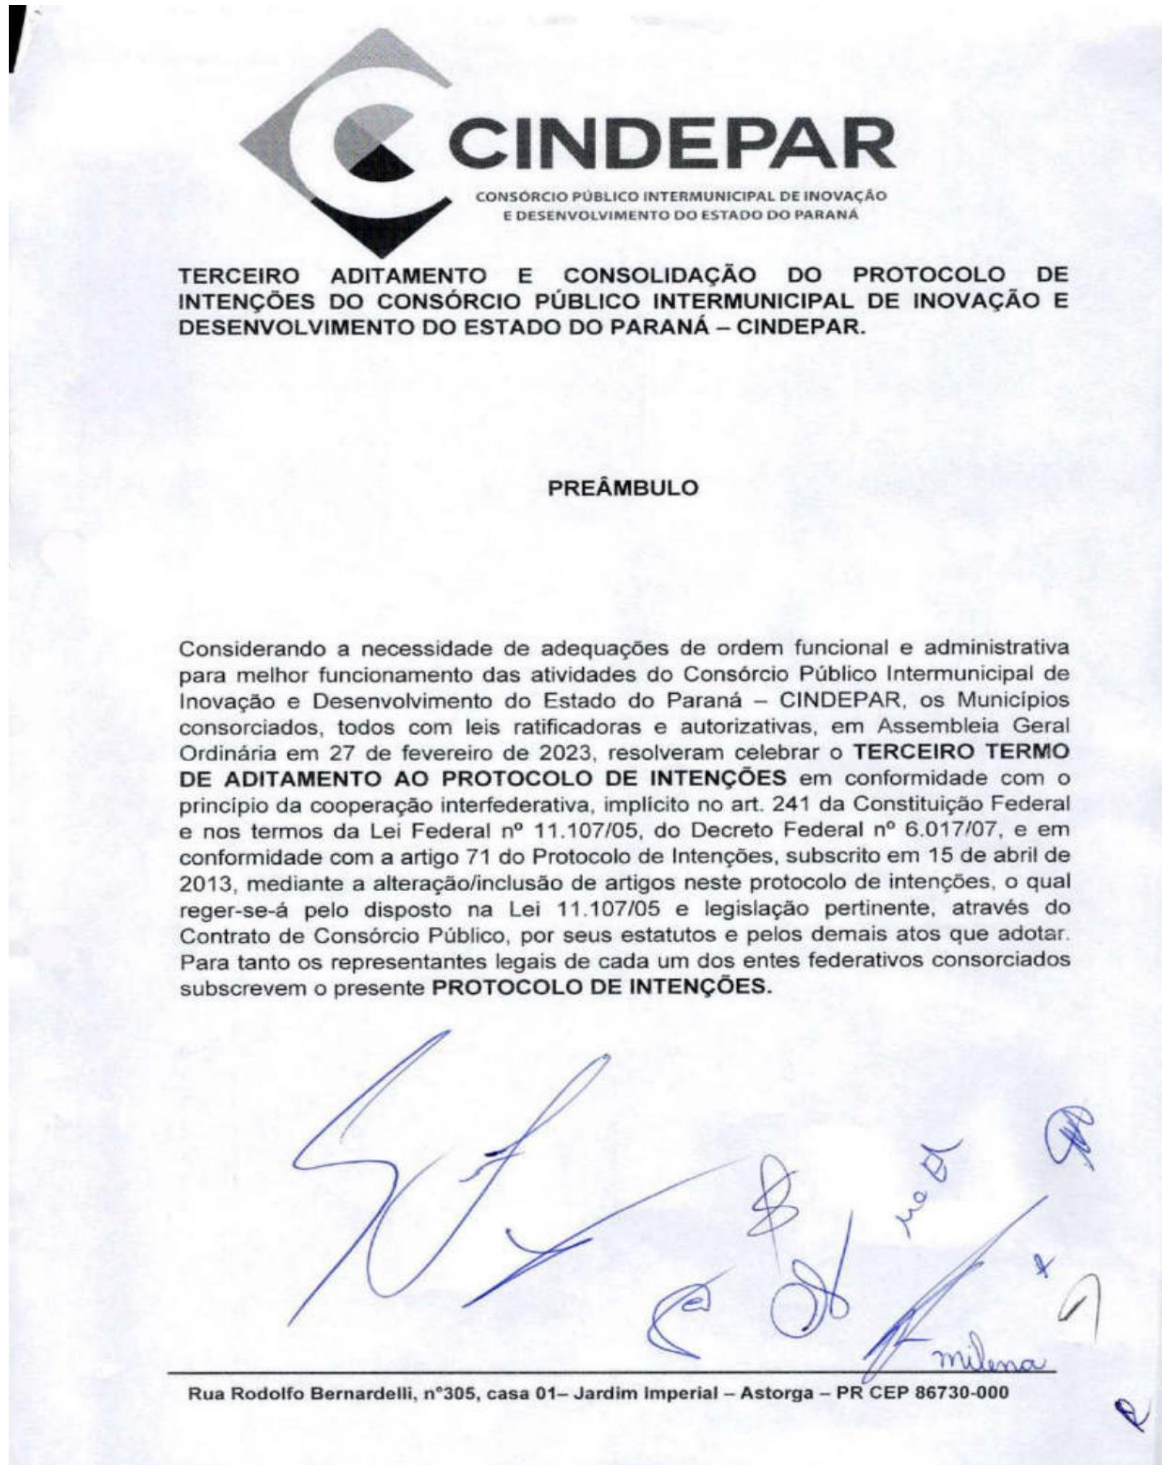 CINDEPAR
CONSÓRCIO PÚBLICO INTERMUNICIPAL DE INOVAÇÃO
E DESENVOLVIMENTO DO ESTADO DO PARANÁ
TERCEIRO ADITAMENTO E CONSOLIDAÇÃO DO PROTOCOLO DE
INTENÇÕES DO CONSÓRCIO PÚBLICO INTERMUNICIPAL DE INOVAÇÃO E
DESENVOLVIMENTO DO ESTADO DO PARANÁ – CINDEPAR.
PREÂMBULO
Considerando a necessidade de adequações de ordem funcional e administrativa
para melhor funcionamento das atividades do Consórcio Público Intermunicipal de
Inovação e Desenvolvimento do Estado do Paraná – CINDEPAR, os Municípios
consorciados, todos com leis ratificadoras e autorizativas, em Assembleia Geral
Ordinária em 27 de fevereiro de 2023, resolveram celebrar o TERCEIRO TERMO
DE ADITAMENTO AO PROTOCOLO DE INTENÇÕES em conformidade com o
princípio da cooperação interfederativa, implícito no art. 241 da Constituição Federal
e nos termos da Lei Federal nº 11.107/05, do Decreto Federal nº 6.017/07, e em
conformidade com a artigo 71 do Protocolo de Intenções, subscrito em 15 de abril de
2013, mediante a alteração/inclusão de artigos neste protocolo de intenções, o qual
reger-se-á pelo disposto na Lei 11.107/05 e legislação pertinente, através do
Contrato de Consórcio Público, por seus estatutos e pelos demais atos que adotar.
Para tanto os representantes legais de cada um dos entes federativos consorciados
subscrevem o presente PROTOCOLO DE INTENÇÕES.
milena
Rua Rodolfo Bernardelli, n°305, casa 01– Jardim Imperial – Astorga – PR CEP 86730-000